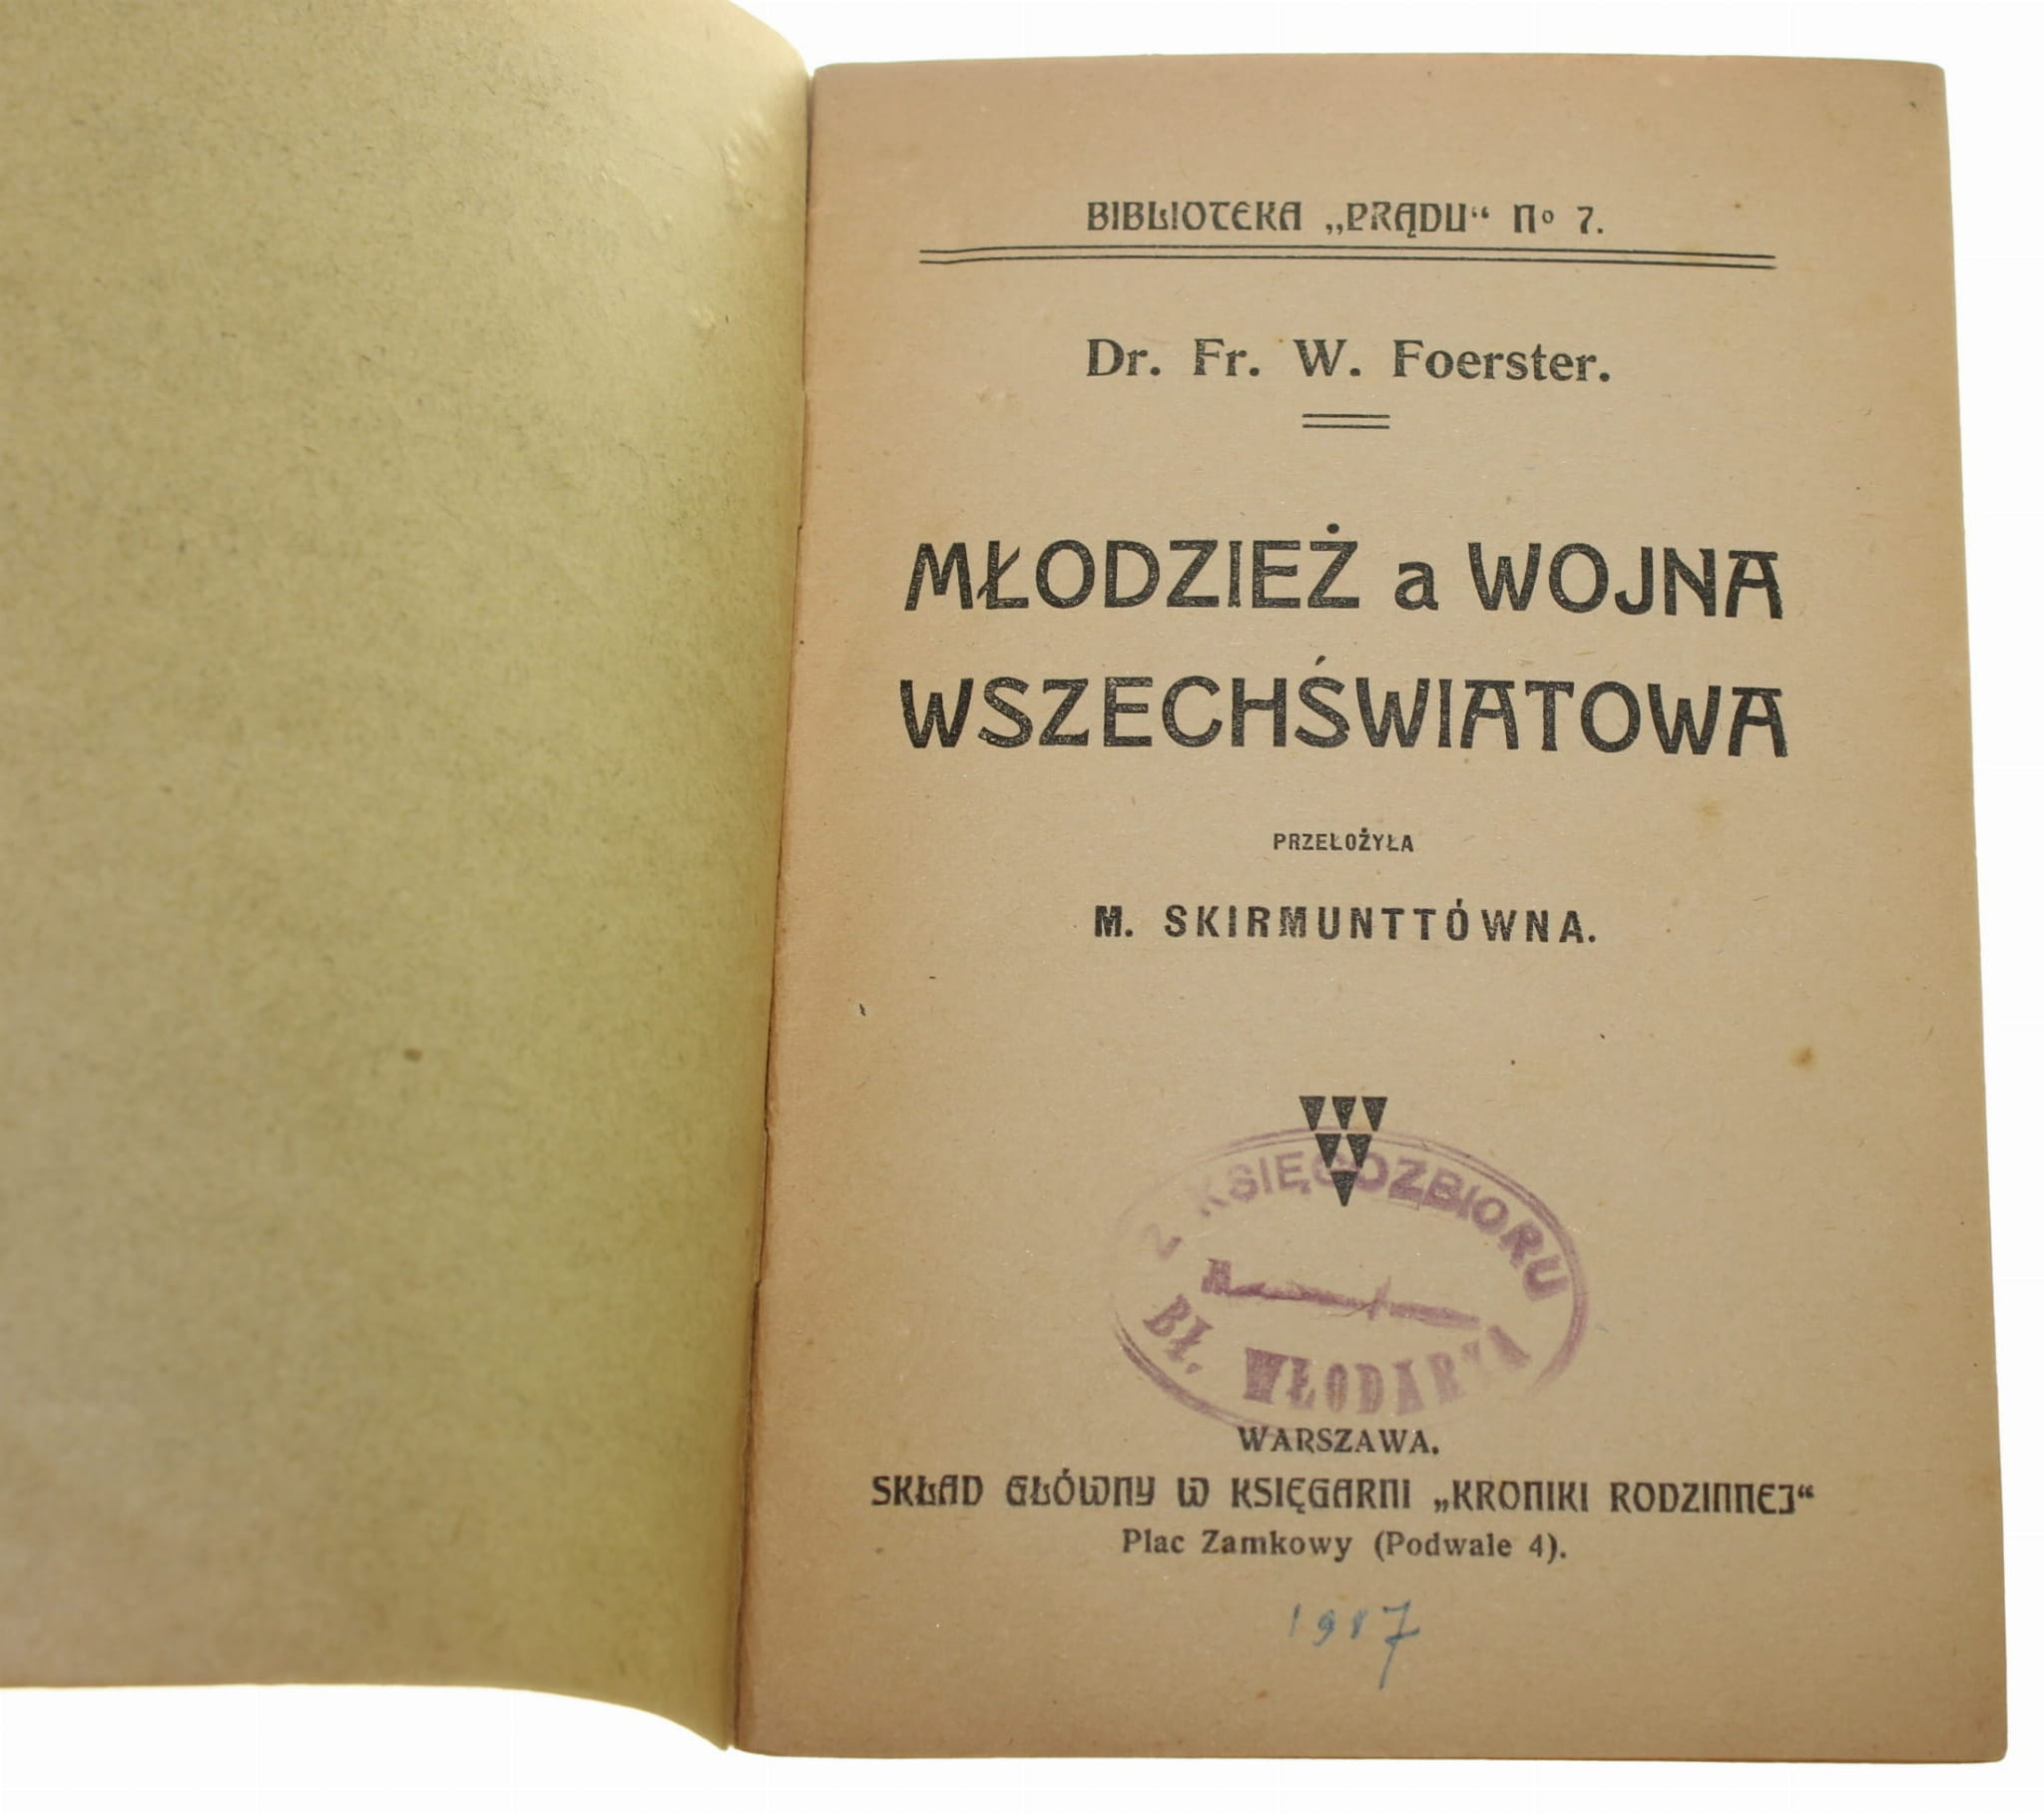 BIBLIOTEKA „PRĄDU“ No 7.
Dr. Fr. W. Foerster.
MŁODZIEŻ a WOJNA
WSZECHŚWIATOWA
PRZEŁOŻYŁA
M. SKIRMUNTTÓWNA.
Z KSIĘGOZBIORU
BŁ. WŁODARZA
WARSZAWA.
SKŁAD GŁÓWNY W KSIĘGARNI „KRONIKI RODZINNEJ“
Plac Zamkowy (Podwale 4).
1987